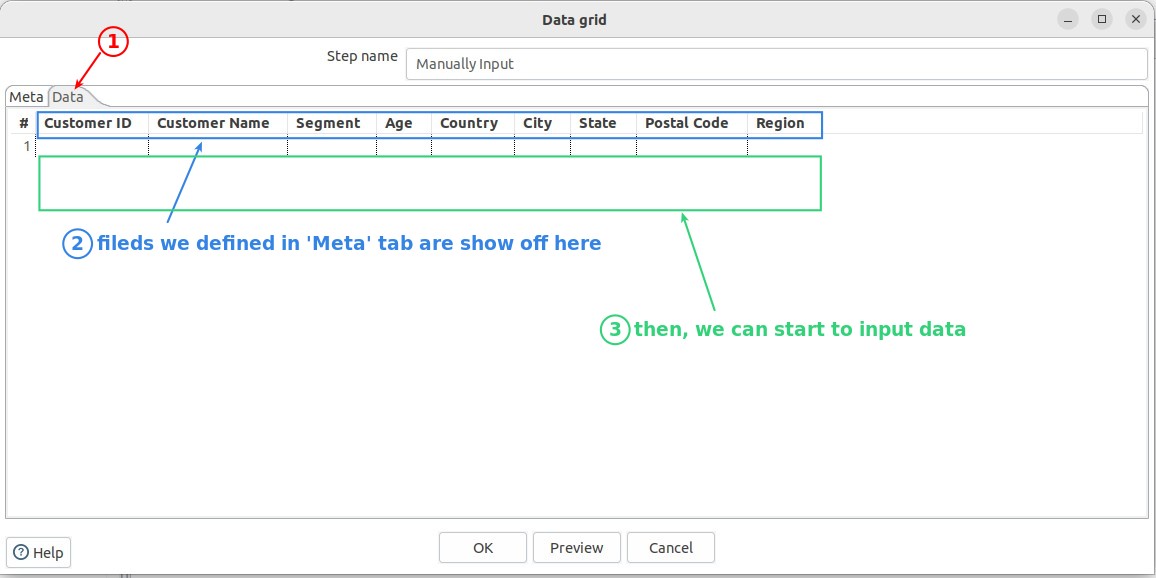 Data grid
1
Step name Manually Input
Meta Data
# Customer ID Customer Name Segment Age Country City State Postal Code Region
1
2 fileds we defined in 'Meta' tab are show off here
3 then, we can start to input data
Help OK Preview Cancel